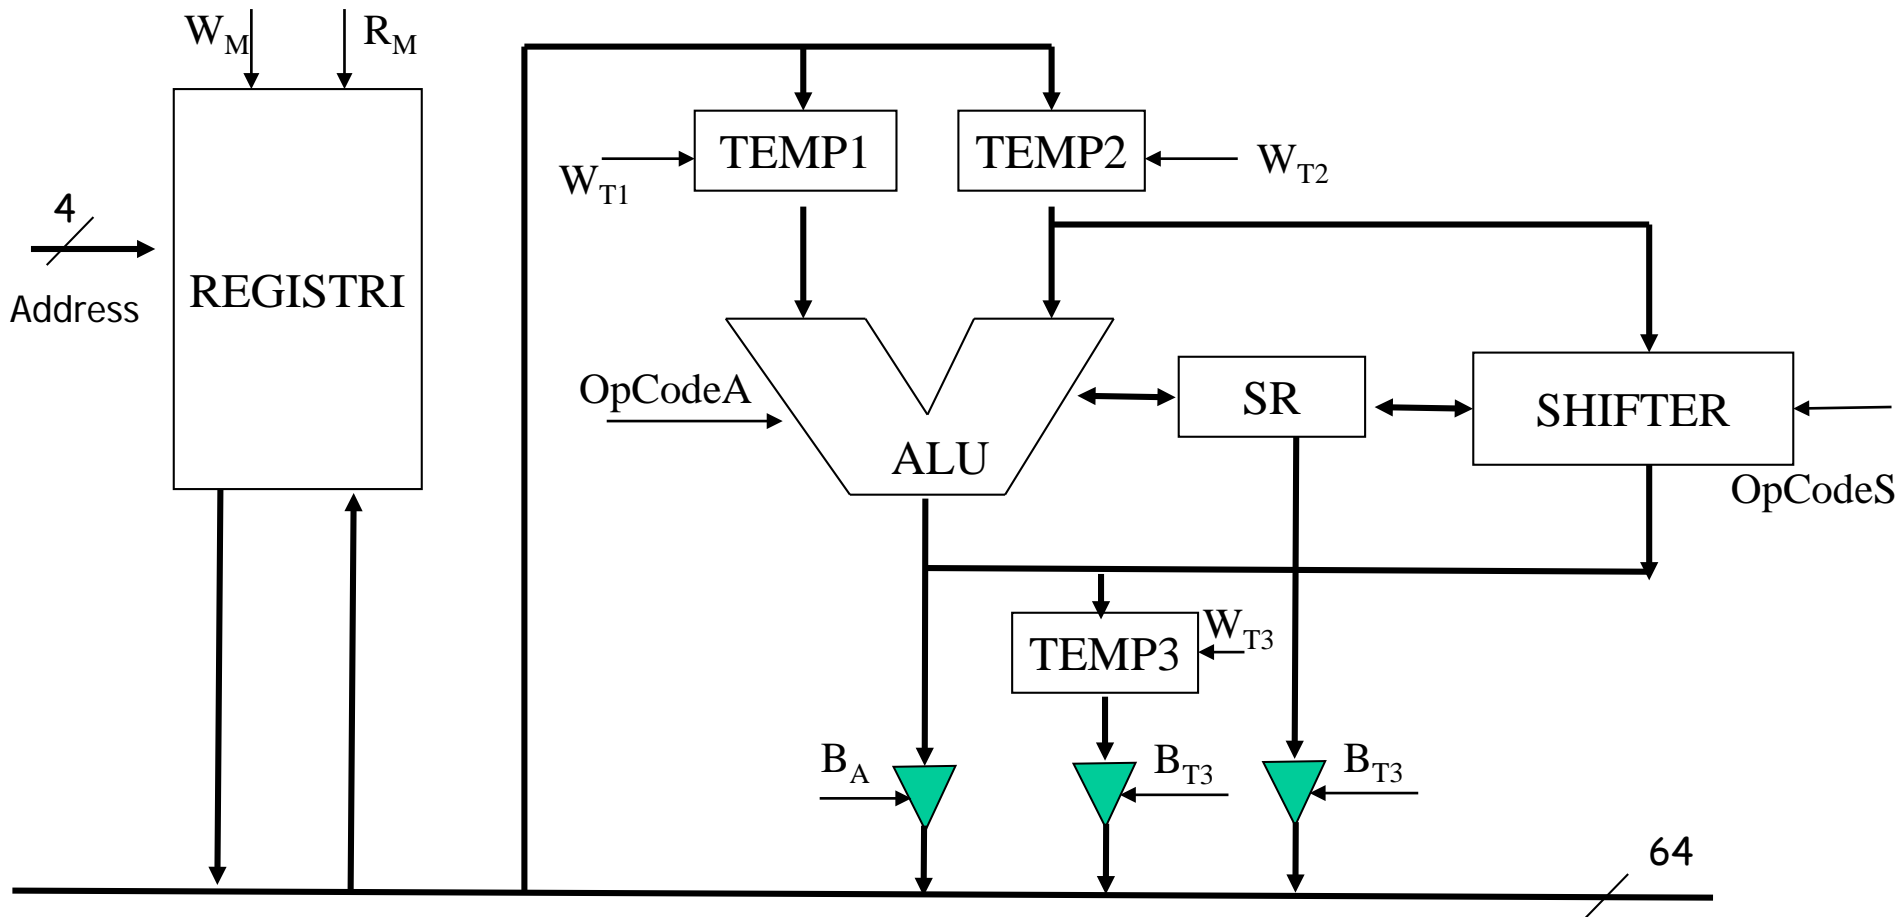 W_M
R_M
TEMP1
TEMP2
W_T1
W_T2
4
Address
REGISTRI
OpCodeA
ALU
SR
SHIFTER
OpCodeS
TEMP3
W_T3
B_A
B_T3
B_T3
64